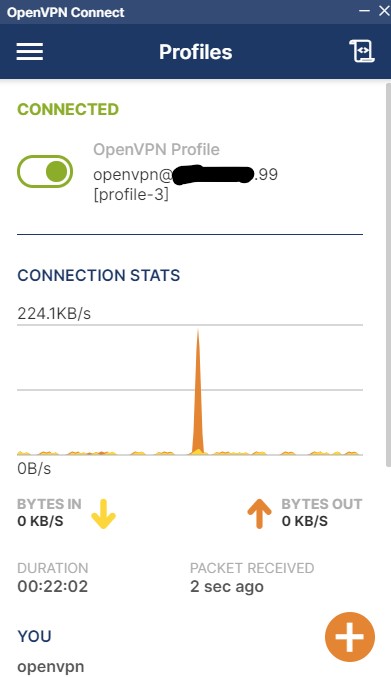 OpenVPN Connect
Profiles
CONNECTED
OpenVPN Profile
openvpn@ .99
[profile-3]
CONNECTION STATS
224.1KB/s
0B/s
BYTES IN
0 KB/S
BYTES OUT
0 KB/S
DURATION
00:22:02
PACKET RECEIVED
2 sec ago
YOU
openvpn